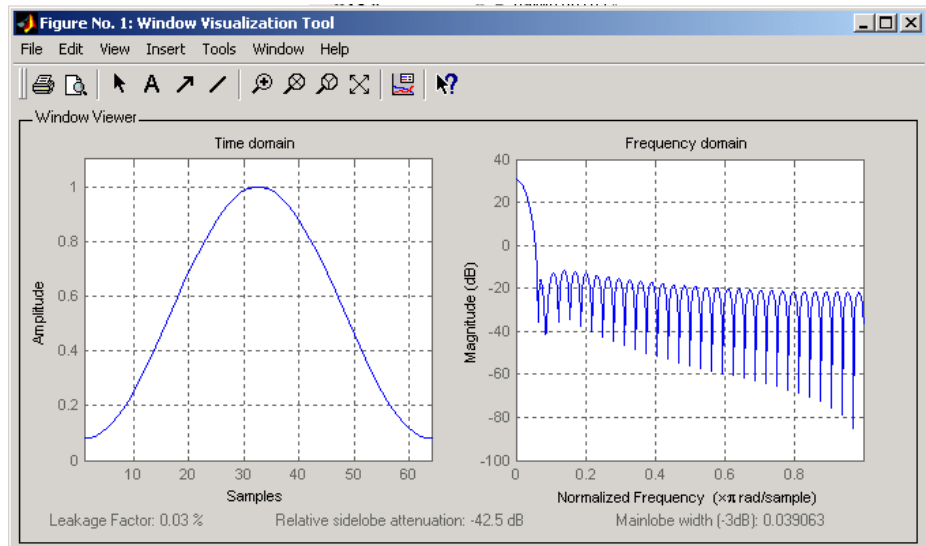 Figure No. 1: Window Visualization Tool
File Edit View Insert Tools Window Help
A
?
Window Viewer
Time domain
Frequency domain
1
0.8
0.6
0.4
0.2
0
Amplitude
10 20 30 40 50 60
Samples
40
20
0
-20
-40
-60
-80
-100
Magnitude (dB)
0 0.2 0.4 0.6 0.8
Normalized Frequency (×π rad/sample)
Leakage Factor: 0.03 %
Relative sidelobe attenuation: -42.5 dB
Mainlobe width (-3dB): 0.039063